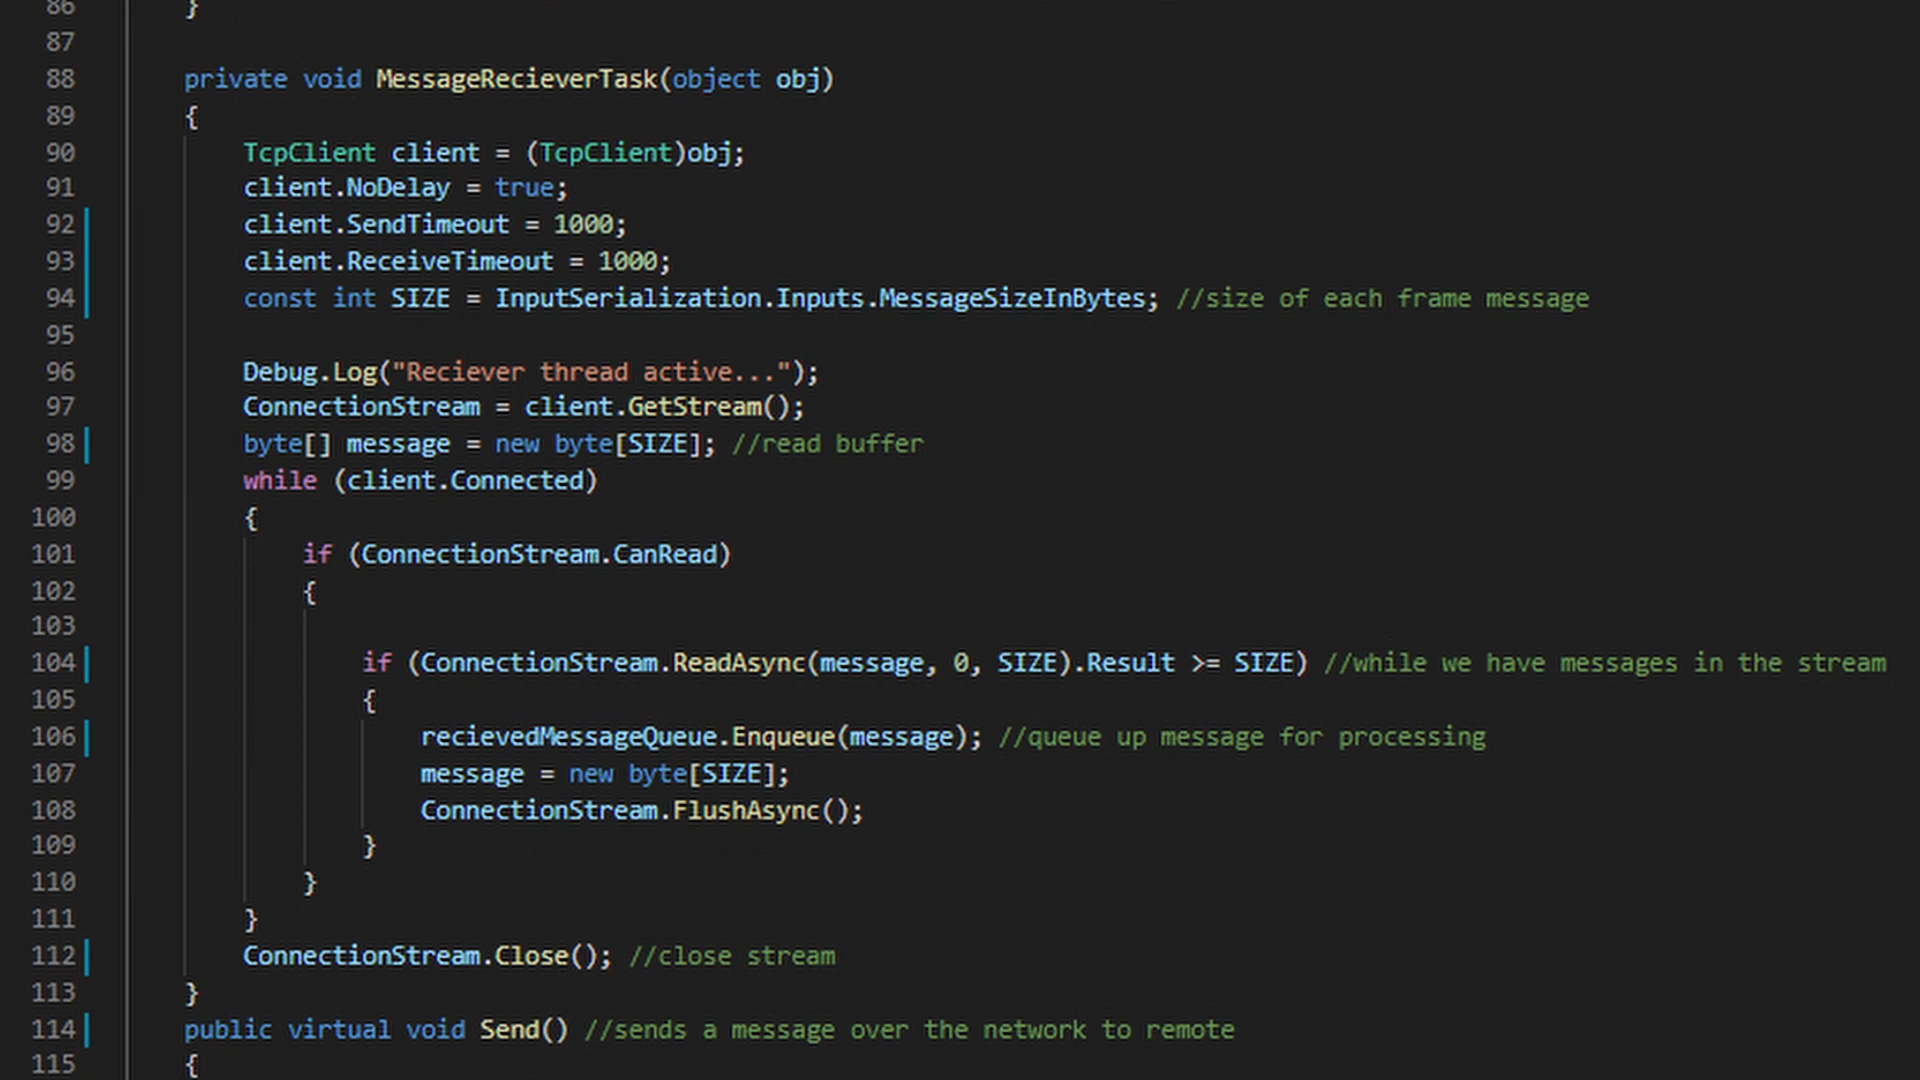 86 }
87
88 private void MessageRecieverTask(object obj)
89 {
90 TcpClient client = (TcpClient)obj;
91 client.NoDelay = true;
92 client.SendTimeout = 1000;
93 client.ReceiveTimeout = 1000;
94 const int SIZE = InputSerialization.Inputs.MessageSizeInBytes; //size of each frame message
95
96 Debug.Log("Reciever thread active...");
97 ConnectionStream = client.GetStream();
98 byte[] message = new byte[SIZE]; //read buffer
99 while (client.Connected)
100 {
101 if (ConnectionStream.CanRead)
102 {
103
104 if (ConnectionStream.ReadAsync(message, 0, SIZE).Result >= SIZE) //while we have messages in the stream
105 {
106 recievedMessageQueue.Enqueue(message); //queue up message for processing
107 message = new byte[SIZE];
108 ConnectionStream.FlushAsync();
109 }
110 }
111 }
112 ConnectionStream.Close(); //close stream
113 }
114 public virtual void Send() //sends a message over the network to remote
115 {